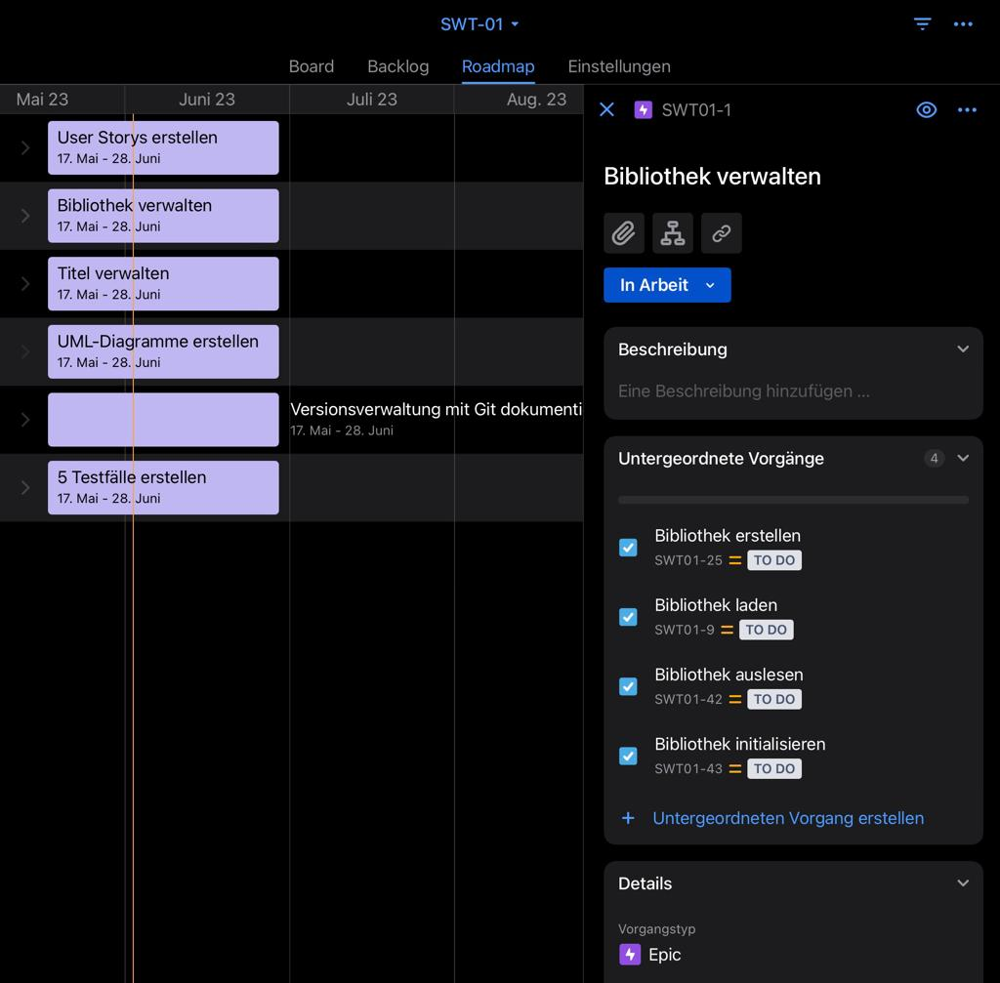 SWT-01
Board Backlog Roadmap Einstellungen
Mai 23 Juni 23 Juli 23 Aug. 23
User Storys erstellen
17. Mai - 28. Juni
Bibliothek verwalten
17. Mai - 28. Juni
Titel verwalten
17. Mai - 28. Juni
UML-Diagramme erstellen
17. Mai - 28. Juni
Versionsverwaltung mit Git dokumenti
17. Mai - 28. Juni
5 Testfälle erstellen
17. Mai - 28. Juni
SWT01-1
Bibliothek verwalten
In Arbeit
Beschreibung
Eine Beschreibung hinzufügen ...
Untergeordnete Vorgänge 4
Bibliothek erstellen
SWT01-25 TO DO
Bibliothek laden
SWT01-9 TO DO
Bibliothek auslesen
SWT01-42 TO DO
Bibliothek initialisieren
SWT01-43 TO DO
+ Untergeordneten Vorgang erstellen
Details
Vorgangstyp
Epic